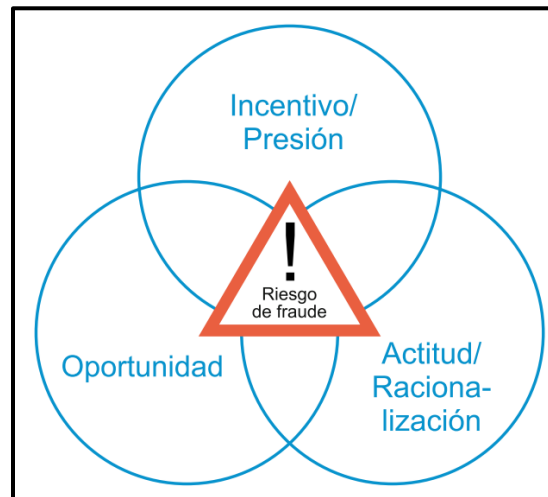 Incentivo/
Presión
!
Riesgo
de fraude
Oportunidad
Actitud/
Raciona-
lización